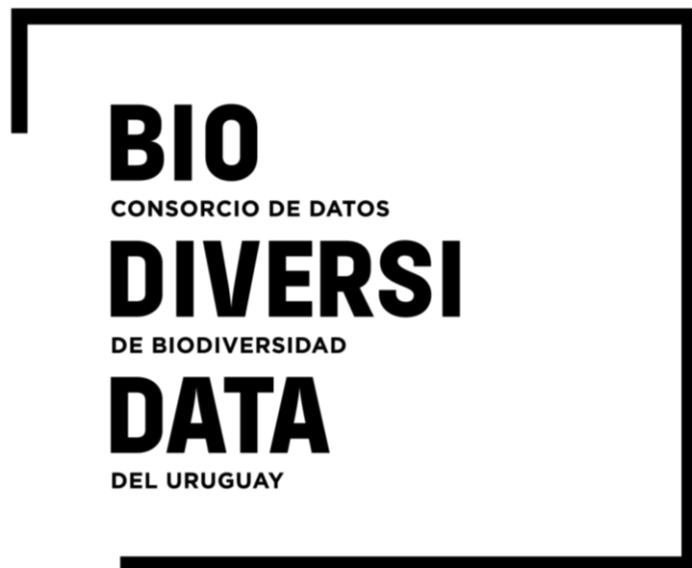 BIO
CONSORCIO DE DATOS
DIVERSI
DE BIODIVERSIDAD
DATA
DEL URUGUAY